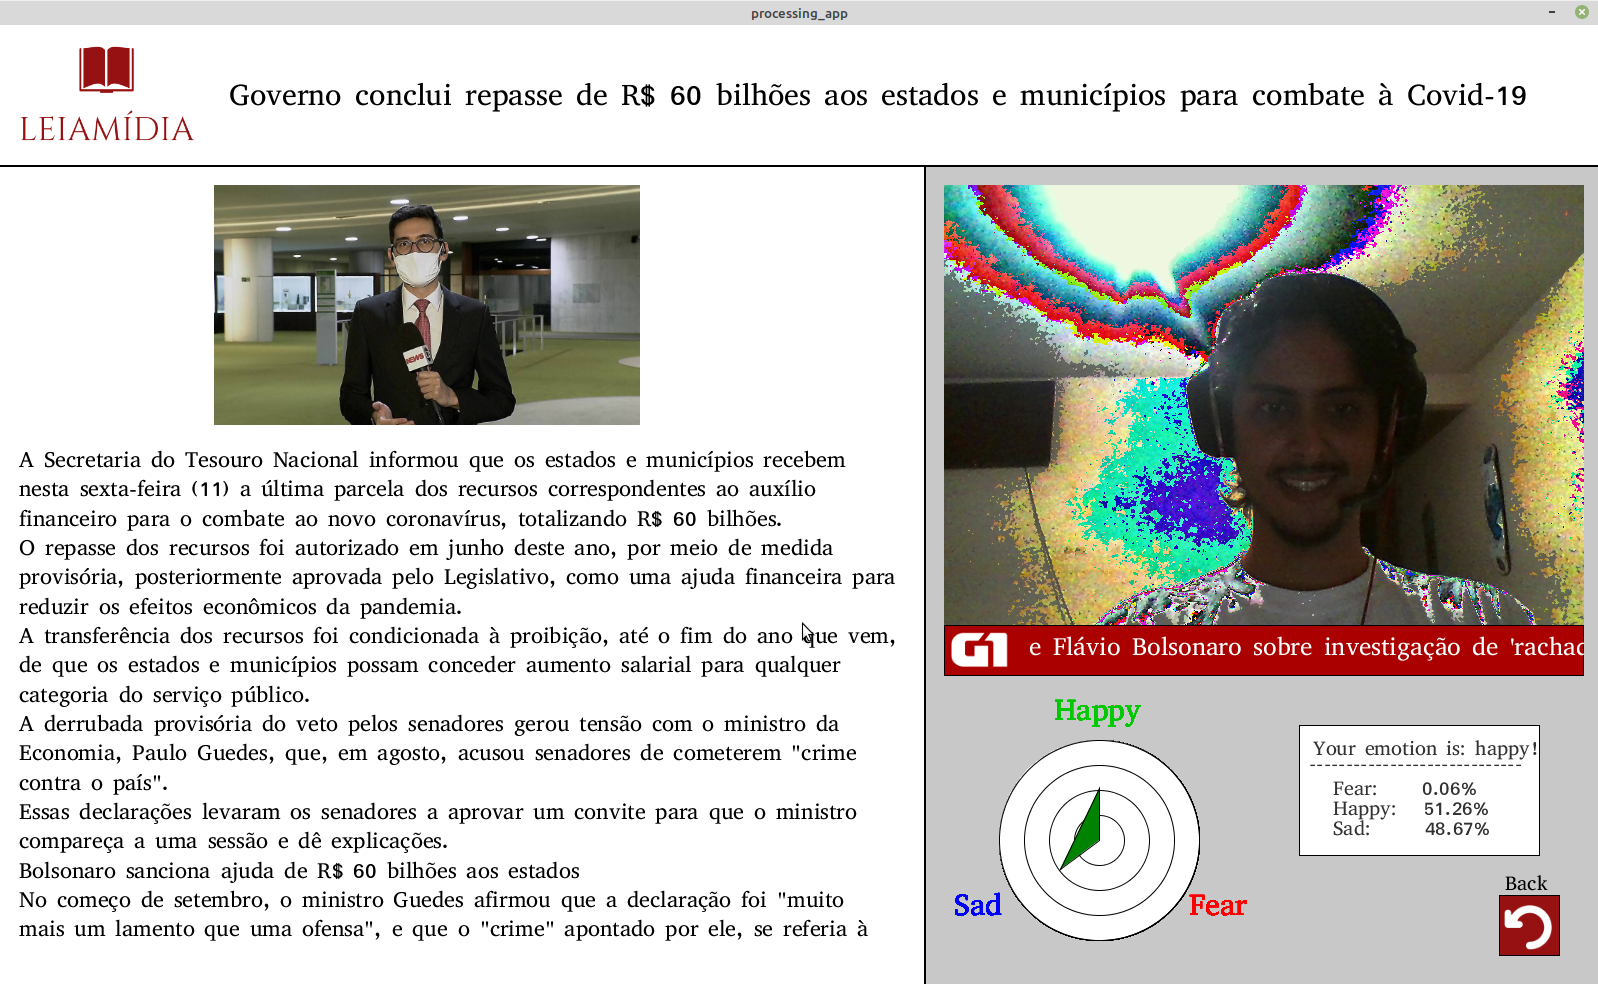 processing_app
LEIAMÍDIA
Governo conclui repasse de R$ 60 bilhões aos estados e municípios para combate à Covid-19
NEWS
A Secretaria do Tesouro Nacional informou que os estados e municípios recebem
nesta sexta-feira (11) a última parcela dos recursos correspondentes ao auxílio
financeiro para o combate ao novo coronavírus, totalizando R$ 60 bilhões.
O repasse dos recursos foi autorizado em junho deste ano, por meio de medida
provisória, posteriormente aprovada pelo Legislativo, como uma ajuda financeira para
reduzir os efeitos econômicos da pandemia.
A transferência dos recursos foi condicionada à proibição, até o fim do ano que vem,
de que os estados e municípios possam conceder aumento salarial para qualquer
categoria do serviço público.
A derrubada provisória do veto pelos senadores gerou tensão com o ministro da
Economia, Paulo Guedes, que, em agosto, acusou senadores de cometerem "crime
contra o país".
Essas declarações levaram os senadores a aprovar um convite para que o ministro
compareça a uma sessão e dê explicações.
Bolsonaro sanciona ajuda de R$ 60 bilhões aos estados
No começo de setembro, o ministro Guedes afirmou que a declaração foi "muito
mais um lamento que uma ofensa", e que o "crime" apontado por ele, se referia à
G1 e Flávio Bolsonaro sobre investigação de 'rachad
Happy
Sad
Fear
Your emotion is: happy!
--------------------------
Fear: 0.06%
Happy: 51.26%
Sad: 48.67%
Back